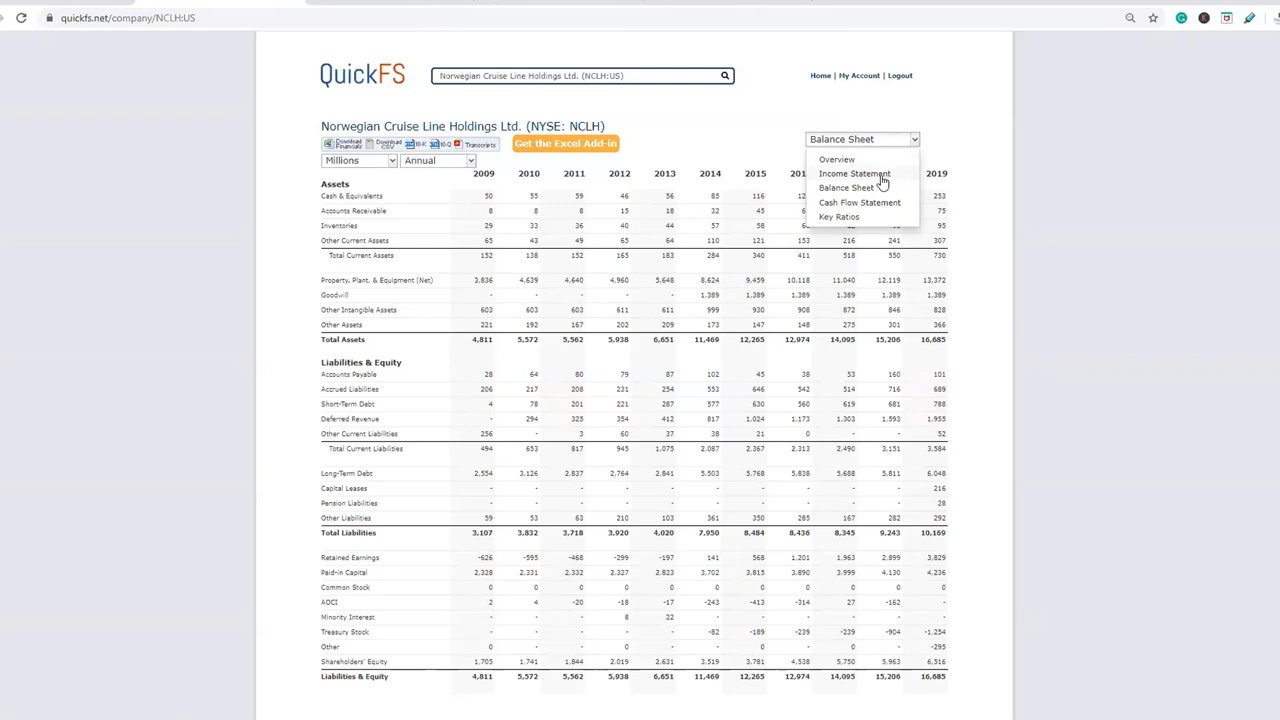 quickfs.net/company/NCLH:US
QuickFS
Norwegian Cruise Line Holdings Ltd. (NCLH:US)
Home | My Account | Logout
Norwegian Cruise Line Holdings Ltd. (NYSE: NCLH)
Download Financials Download CSV 10-K 10-Q Transcripts
Get the Excel Add-in
Balance Sheet
Overview
Income Statement
Balance Sheet
Cash Flow Statement
Key Ratios
Millions Annual
2009 2010 2011 2012 2013 2014 2015 2019
Assets
Cash & Equivalents 50 55 59 46 56 85 116 253
Accounts Receivable 8 8 8 15 18 32 45 75
Inventories 29 33 36 40 44 57 58 95
Other Current Assets 65 43 49 65 64 110 121 153 216 241 307
Total Current Assets 152 138 152 165 183 284 340 411 518 550 730
Property, Plant, & Equipment (Net) 3,836 4,639 4,640 4,960 5,648 8,624 9,459 10,118 11,040 12,119 13,372
Goodwill - - - - - 1,389 1,389 1,389 1,389 1,389 1,389
Other Intangible Assets 603 603 603 611 611 999 930 908 872 846 828
Other Assets 221 192 167 202 209 173 147 148 275 301 366
Total Assets 4,811 5,572 5,562 5,938 6,651 11,469 12,265 12,974 14,095 15,206 16,685
Liabilities & Equity
Accounts Payable 28 64 80 79 87 102 45 38 53 160 101
Accrued Liabilities 206 217 208 231 254 553 646 542 514 716 689
Short-Term Debt 4 78 201 221 287 577 630 560 619 681 788
Deferred Revenue - 294 325 354 412 817 1,024 1,173 1,303 1,593 1,955
Other Current Liabilities 256 - 3 60 37 38 21 0 - - 52
Total Current Liabilities 494 653 817 945 1,075 2,087 2,367 2,313 2,490 3,151 3,584
Long-Term Debt 2,554 3,126 2,837 2,764 2,841 5,503 5,768 5,838 5,688 5,811 6,048
Capital Leases - - - - - - - - - - 216
Pension Liabilities - - - - - - - - - - 28
Other Liabilities 59 53 63 210 103 361 350 285 167 282 292
Total Liabilities 3,107 3,832 3,718 3,920 4,020 7,950 8,484 8,436 8,345 9,243 10,169
Retained Earnings -626 -595 -468 -299 -197 141 568 1,201 1,963 2,899 3,829
Paid-in Capital 2,328 2,331 2,332 2,327 2,823 3,702 3,815 3,890 3,999 4,130 4,236
Common Stock 0 0 0 0 0 0 0 0 0 0 0
AOCI 2 4 -20 -18 -17 -243 -413 -314 27 -162 -
Minority Interest - - - 8 22 - - - - - -
Treasury Stock - - - - - -82 -189 -239 -239 -904 -1,254
Other 0 - - - - - - 0 - - -295
Shareholders' Equity 1,705 1,741 1,844 2,019 2,631 3,519 3,781 4,538 5,750 5,963 6,516
Liabilities & Equity 4,811 5,572 5,562 5,938 6,651 11,469 12,265 12,974 14,095 15,206 16,685